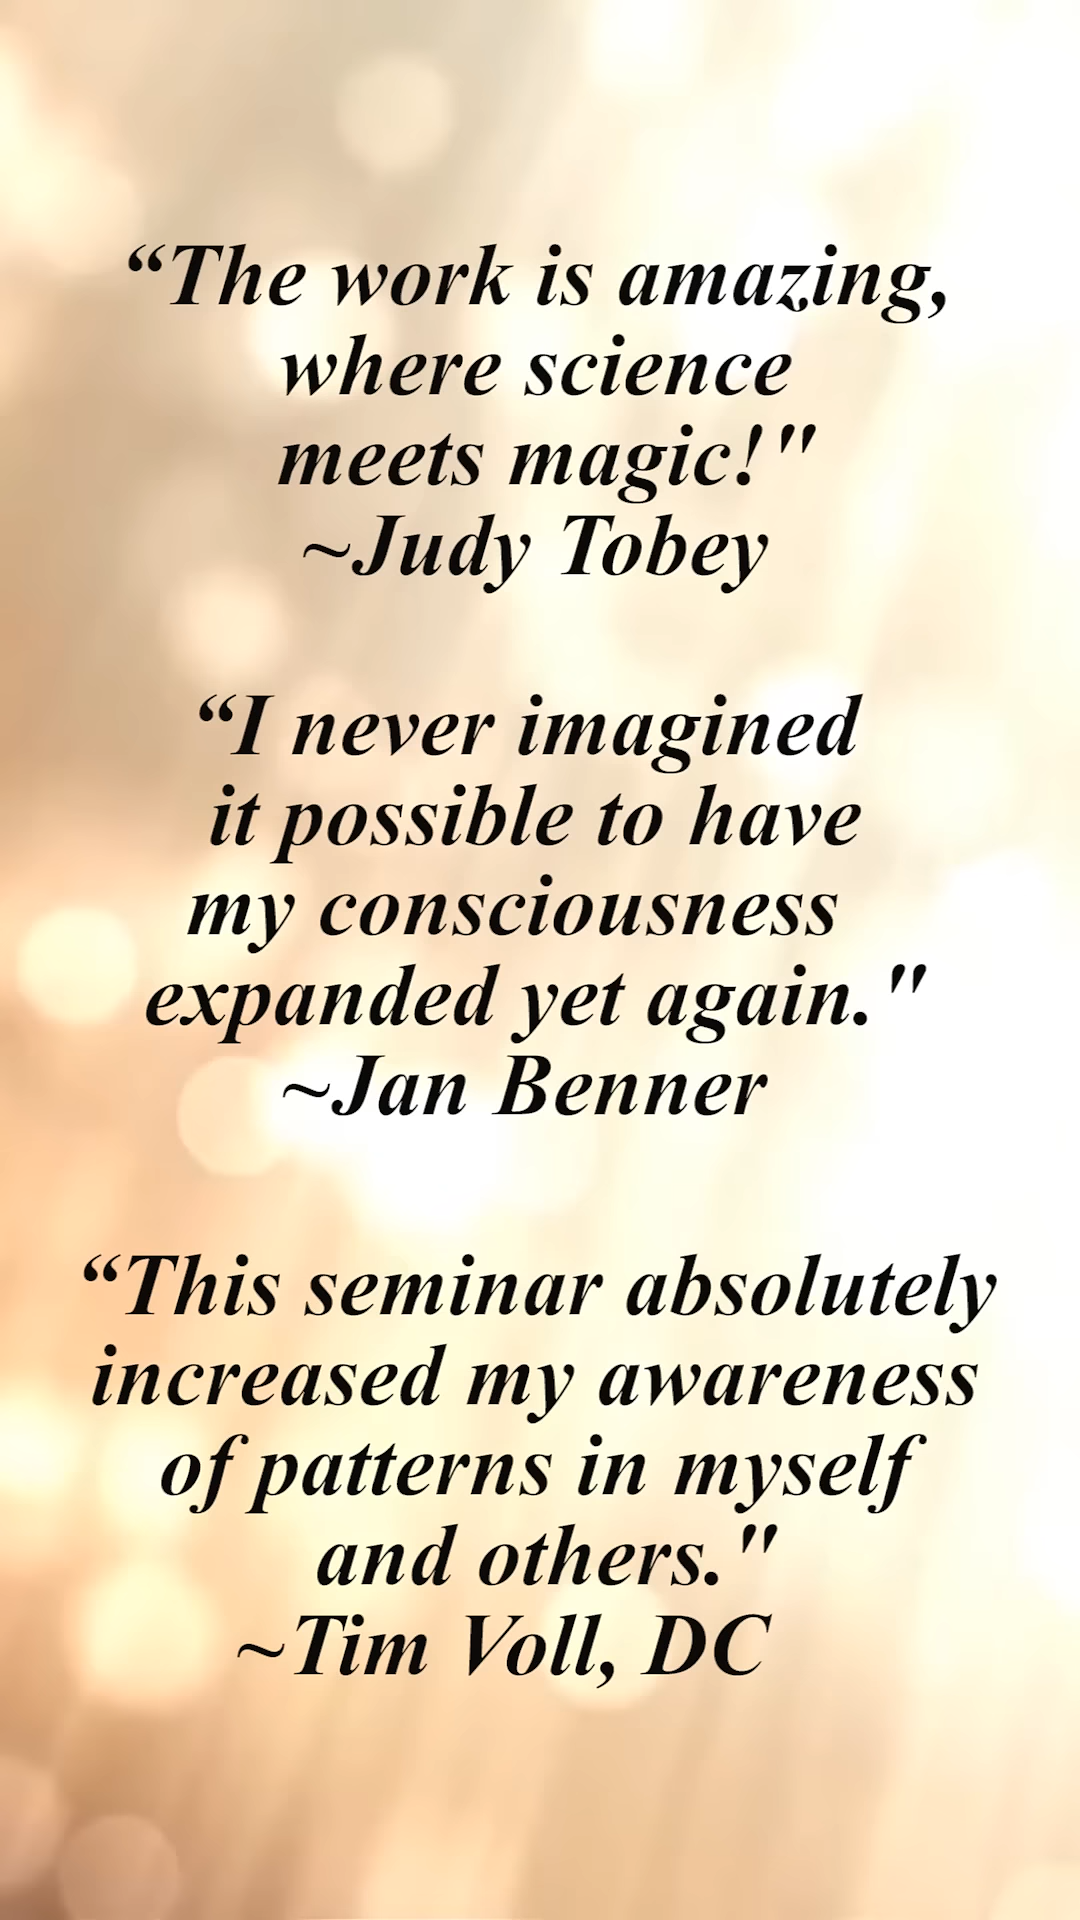 “The work is amazing,
where science
meets magic!"
~Judy Tobey
“I never imagined
it possible to have
my consciousness
expanded yet again."
~Jan Benner
“This seminar absolutely
increased my awareness
of patterns in myself
and others."
~Tim Voll, DC